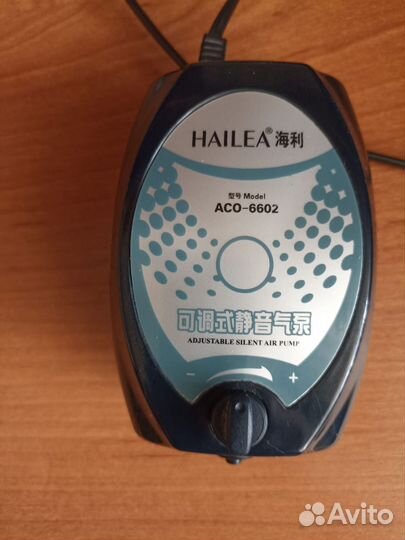 HAILEA® 海利
型号 Model
ACO-6602
可调式静音气泵
ADJUSTABLE SILENT AIR PUMP
- +
Avito